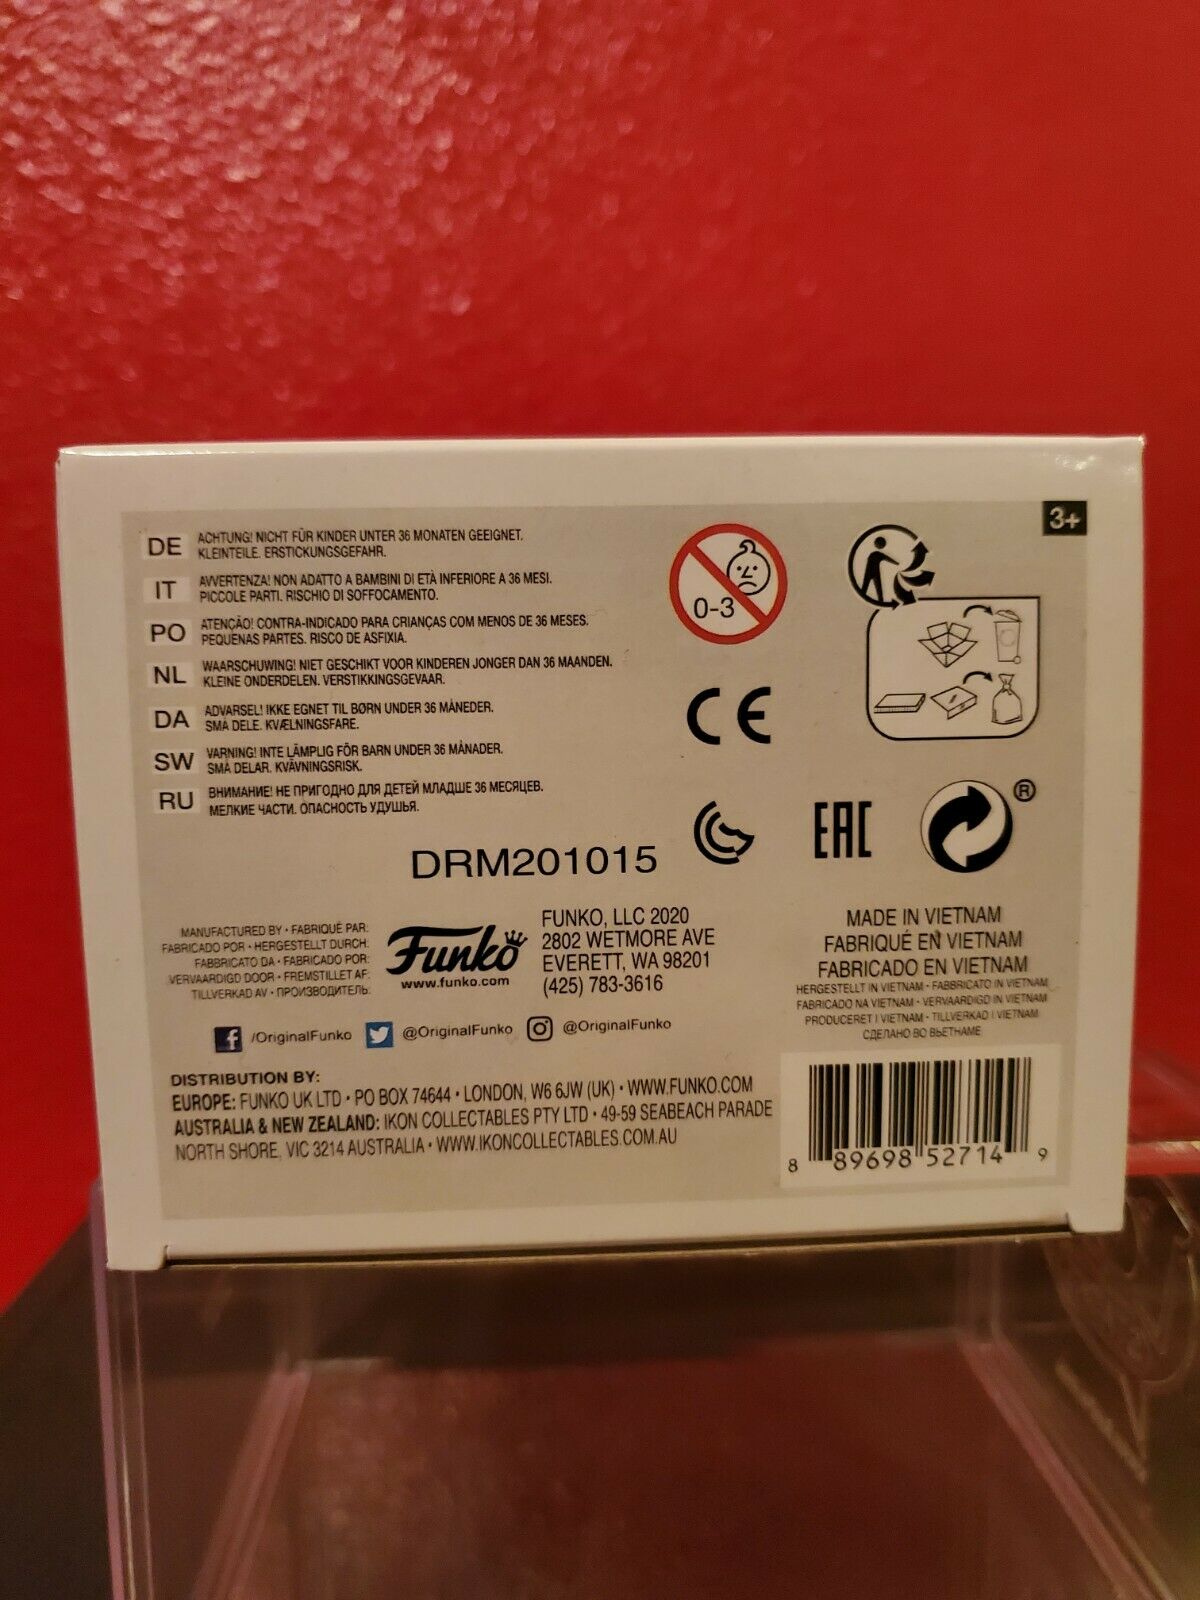 3+
DE ACHTUNG! NICHT FÜR KINDER UNTER 36 MONATEN GEEIGNET.
KLEINTEILE. ERSTICKUNGSGEFAHR.
IT AVVERTENZA! NON ADATTO A BAMBINI DI ETÀ INFERIORE A 36 MESI.
PICCOLE PARTI. RISCHIO DI SOFFOCAMENTO.
PO ATENÇÃO! CONTRA-INDICADO PARA CRIANÇAS COM MENOS DE 36 MESES.
PEQUENAS PARTES. RISCO DE ASFIXIA.
NL WAARSCHUWING! NIET GESCHIKT VOOR KINDEREN JONGER DAN 36 MAANDEN.
KLEINE ONDERDELEN. VERSTIKKINGSGEVAAR.
DA ADVARSEL! IKKE EGNET TIL BØRN UNDER 36 MÅNEDER.
SMÅ DELE. KVÆLNINGSFARE.
SW VARNING! INTE LÄMPLIG FÖR BARN UNDER 36 MÅNADER.
SMÅ DELAR. KVÄVNINGSRISK.
RU ВНИМАНИЕ! НЕ ПРИГОДНО ДЛЯ ДЕТЕЙ МЛАДШЕ 36 МЕСЯЦЕВ.
МЕЛКИЕ ЧАСТИ. ОПАСНОСТЬ УДУШЬЯ.
0-3
CE
EAC
®
DRM201015
MANUFACTURED BY • FABRIQUÉ PAR:
FABRICADO POR • HERGESTELLT DURCH:
FABBRICATO DA • FABRICADO POR:
VERVAARDIGD DOOR • FREMSTILLET AF:
TILLVERKAD AV • ПРОИЗВОДИТЕЛЬ:
Funko
www.funko.com
FUNKO, LLC 2020
2802 WETMORE AVE
EVERETT, WA 98201
(425) 783-3616
MADE IN VIETNAM
FABRIQUÉ EN VIETNAM
FABRICADO EN VIETNAM
HERGESTELLT IN VIETNAM • FABBRICATO IN VIETNAM
FABRICADO NA VIETNAM • VERVAARDIGD IN VIETNAM
PRODUCERET I VIETNAM • TILLVERKAD I VIETNAM
СДЕЛАНО ВО ВЬЕТНАМЕ
/OriginalFunko @OriginalFunko @OriginalFunko
DISTRIBUTION BY:
EUROPE: FUNKO UK LTD • PO BOX 74644 • LONDON, W6 6JW (UK) • WWW.FUNKO.COM
AUSTRALIA & NEW ZEALAND: IKON COLLECTABLES PTY LTD • 49-59 SEABEACH PARADE
NORTH SHORE, VIC 3214 AUSTRALIA • WWW.IKONCOLLECTABLES.COM.AU
8 89698 52714 9